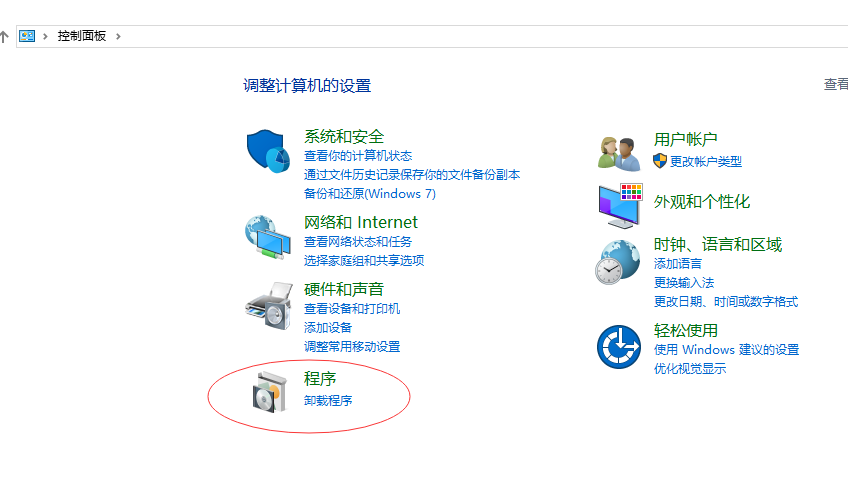 控制面板
调整计算机的设置
查看
系统和安全
查看你的计算机状态
通过文件历史记录保存你的文件备份副本
备份和还原(Windows 7)
网络和 Internet
查看网络状态和任务
选择家庭组和共享选项
硬件和声音
查看设备和打印机
添加设备
调整常用移动设置
程序
卸载程序
用户帐户
更改帐户类型
外观和个性化
时钟、语言和区域
添加语言
更换输入法
更改日期、时间或数字格式
轻松使用
使用 Windows 建议的设置
优化视觉显示